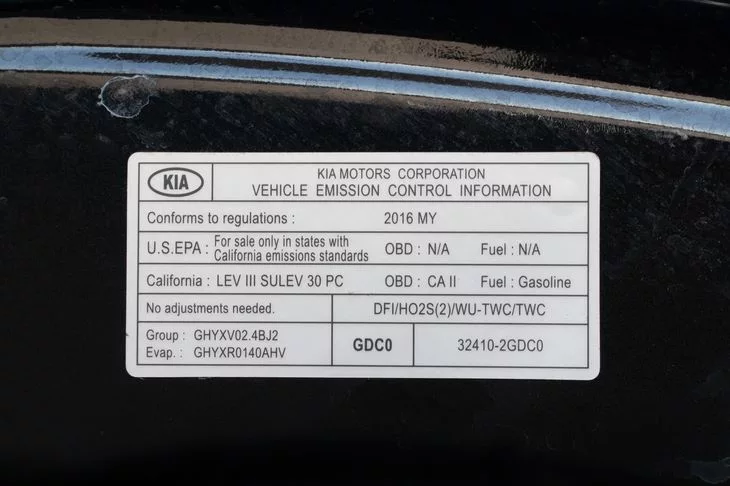 KIA
KIA MOTORS CORPORATION
VEHICLE EMISSION CONTROL INFORMATION
Conforms to regulations : 2016 MY
U.S.EPA : For sale only in states with California emissions standards OBD : N/A Fuel : N/A
California : LEV III SULEV 30 PC OBD : CA II Fuel : Gasoline
No adjustments needed. DFI/HO2S(2)/WU-TWC/TWC
Group : GHYXV02.4BJ2
Evap. : GHYXR0140AHV
GDC0 32410-2GDC0